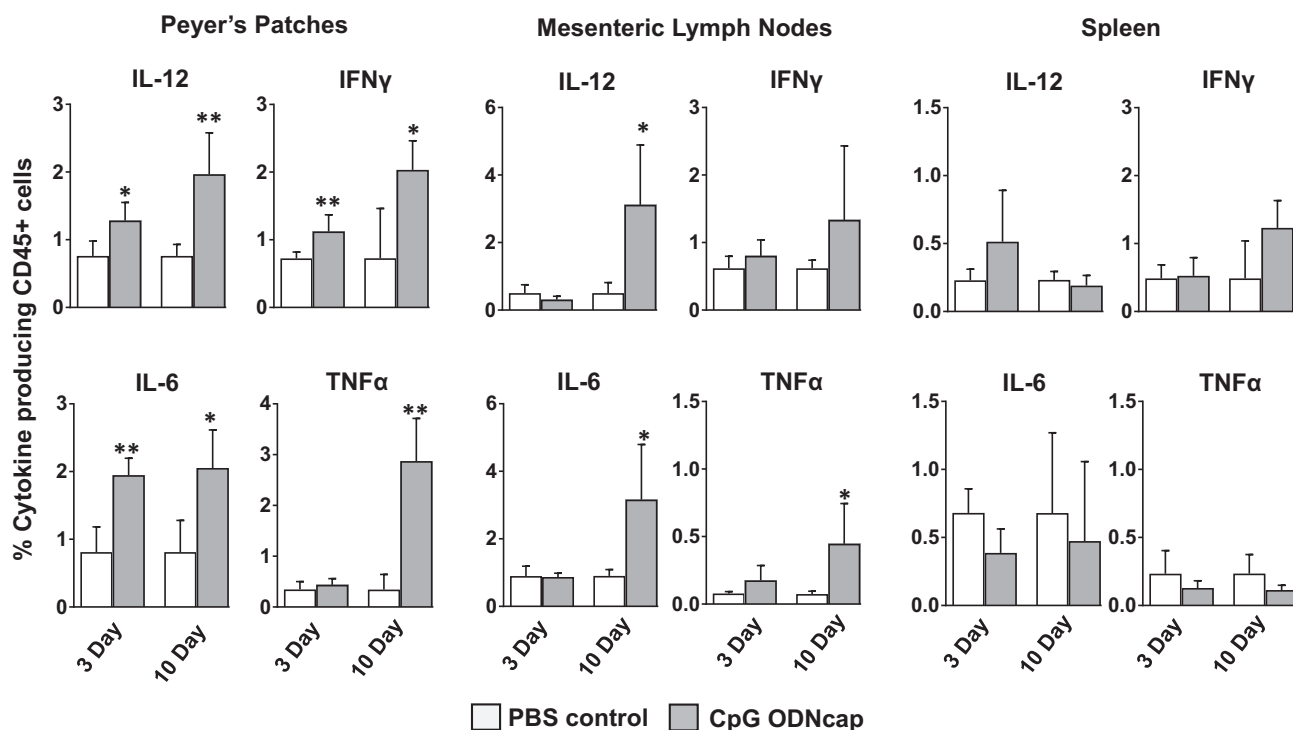 Peyer's Patches
Mesenteric Lymph Nodes
Spleen
% Cytokine producing CD45+ cells
IL-12
3
2
1
0
*
**
IFNγ
3
2
1
0
**
*
IL-12
6
4
2
0
*
IFNγ
3
2
1
0
IL-12
1.5
1.0
0.5
0.0
IFNγ
3
2
1
0
IL-6
3
2
1
0
**
*
3 Day
10 Day
TNFα
4
3
2
1
0
**
3 Day
10 Day
IL-6
6
4
2
0
*
3 Day
10 Day
TNFα
1.5
1.0
0.5
0.0
*
3 Day
10 Day
IL-6
1.5
1.0
0.5
0.0
3 Day
10 Day
TNFα
1.5
1.0
0.5
0.0
3 Day
10 Day
PBS control
CpG ODNcap